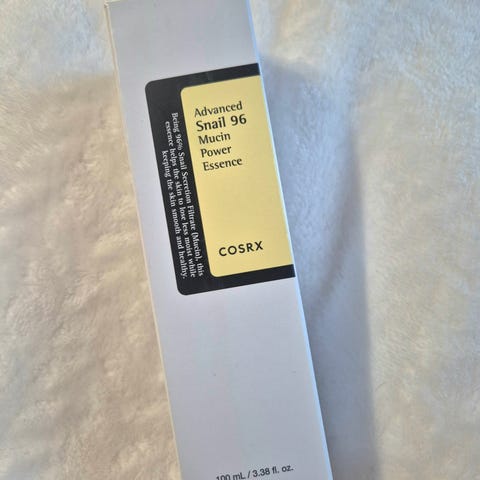 Advanced
Snail 96
Mucin
Power
Essence
COSRX
Being 96% Snail Secretion Filtrate (Mucin), this
essence helps the skin to lose less moist while
keeping the skin smooth and healthy.
100 mL / 3.38 fl. oz.